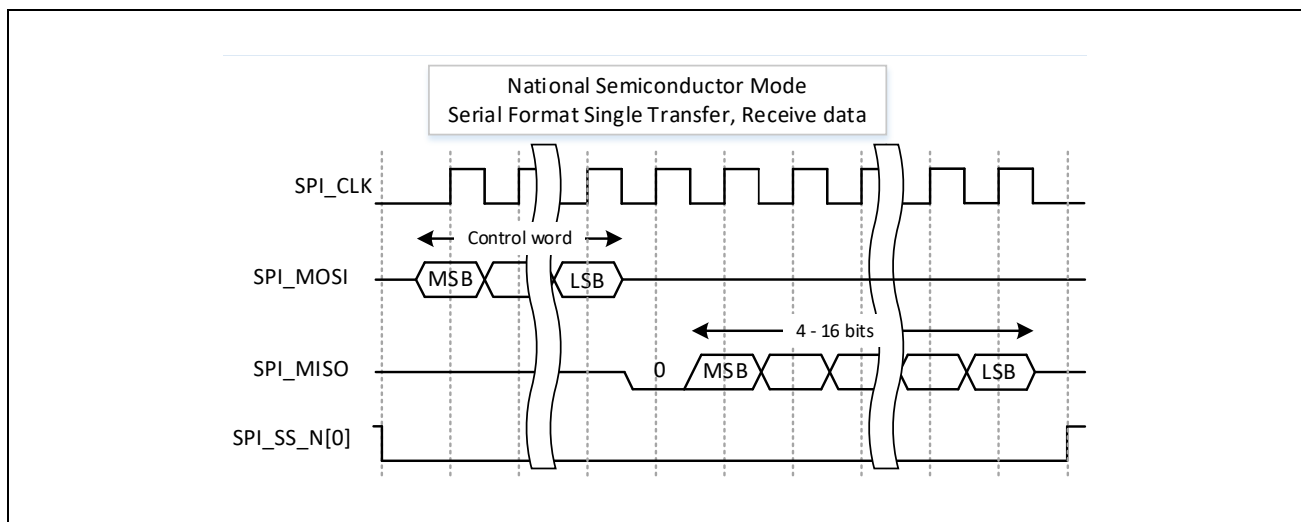 National Semiconductor Mode
Serial Format Single Transfer, Receive data
SPI_CLK
Control word
SPI_MOSI
MSB
LSB
4 - 16 bits
SPI_MISO
0
MSB
LSB
SPI_SS_N[0]